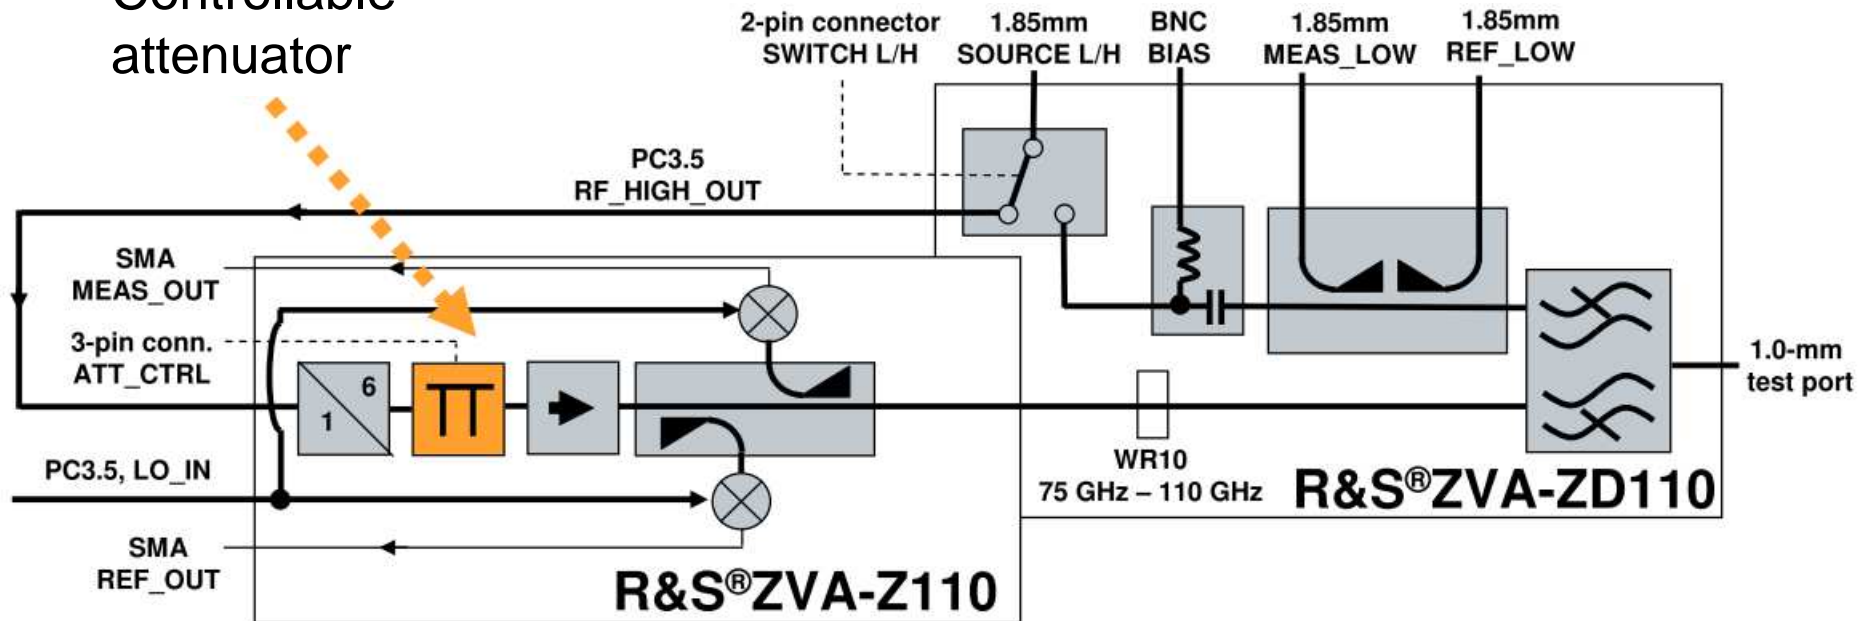 Controllable
attenuator
2-pin connector
SWITCH L/H
1.85mm
SOURCE L/H
BNC
BIAS
1.85mm
MEAS_LOW
1.85mm
REF_LOW
PC3.5
RF_HIGH_OUT
SMA
MEAS_OUT
3-pin conn.
ATT_CTRL
6
1
1.0-mm
test port
PC3.5, LO_IN
WR10
75 GHz – 110 GHz
R&S®ZVA-ZD110
SMA
REF_OUT
R&S®ZVA-Z110